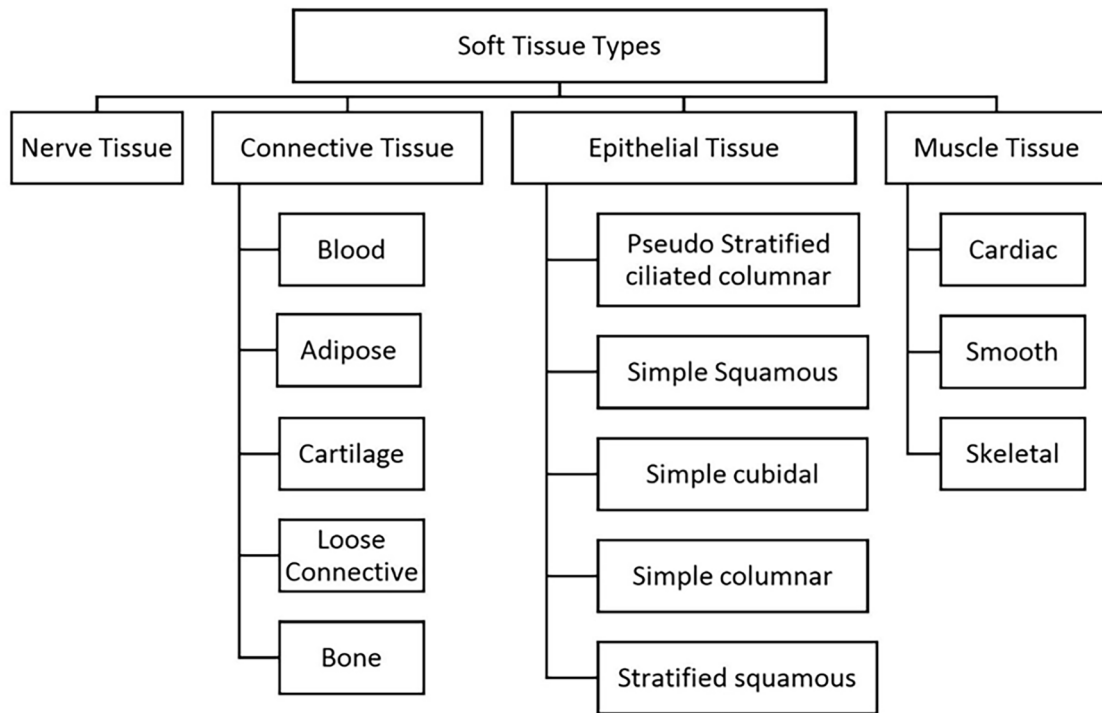 Soft Tissue Types
Nerve Tissue
Connective Tissue
Epithelial Tissue
Muscle Tissue
Blood
Adipose
Cartilage
Loose
Connective
Bone
Pseudo Stratified
ciliated columnar
Simple Squamous
Simple cubidal
Simple columnar
Stratified squamous
Cardiac
Smooth
Skeletal